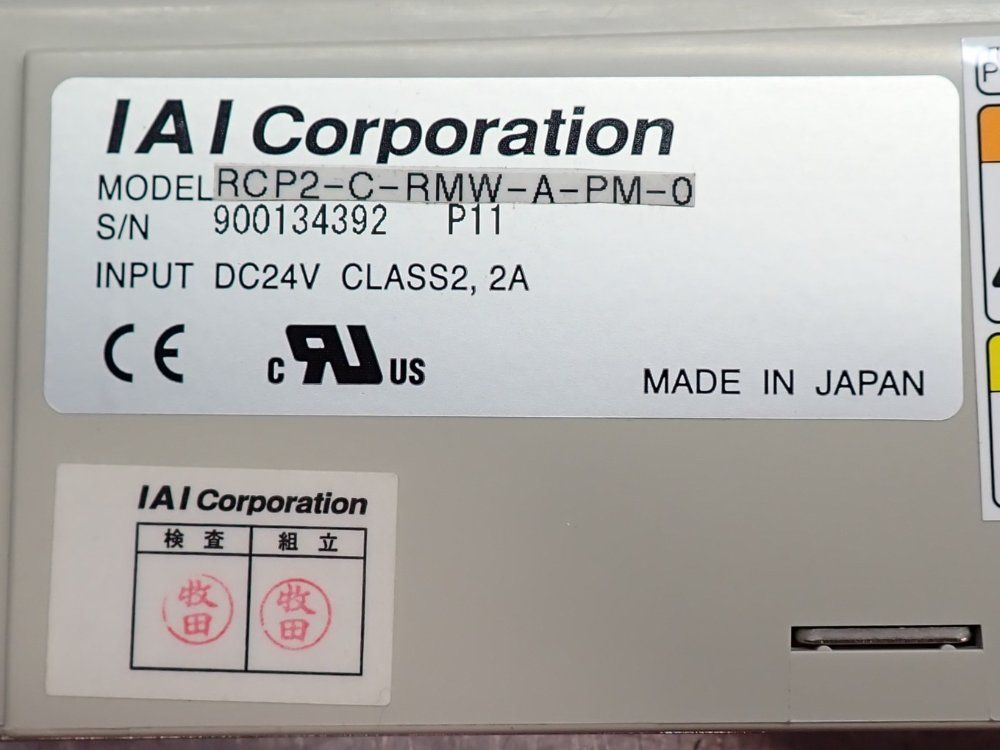 IAI Corporation
MODEL RCP2-C-RMW-A-PM-0
S/N 900134392 P11
INPUT DC24V CLASS2, 2A
CE c RU US
MADE IN JAPAN
IAI Corporation
検査 組立
牧田 牧田
P